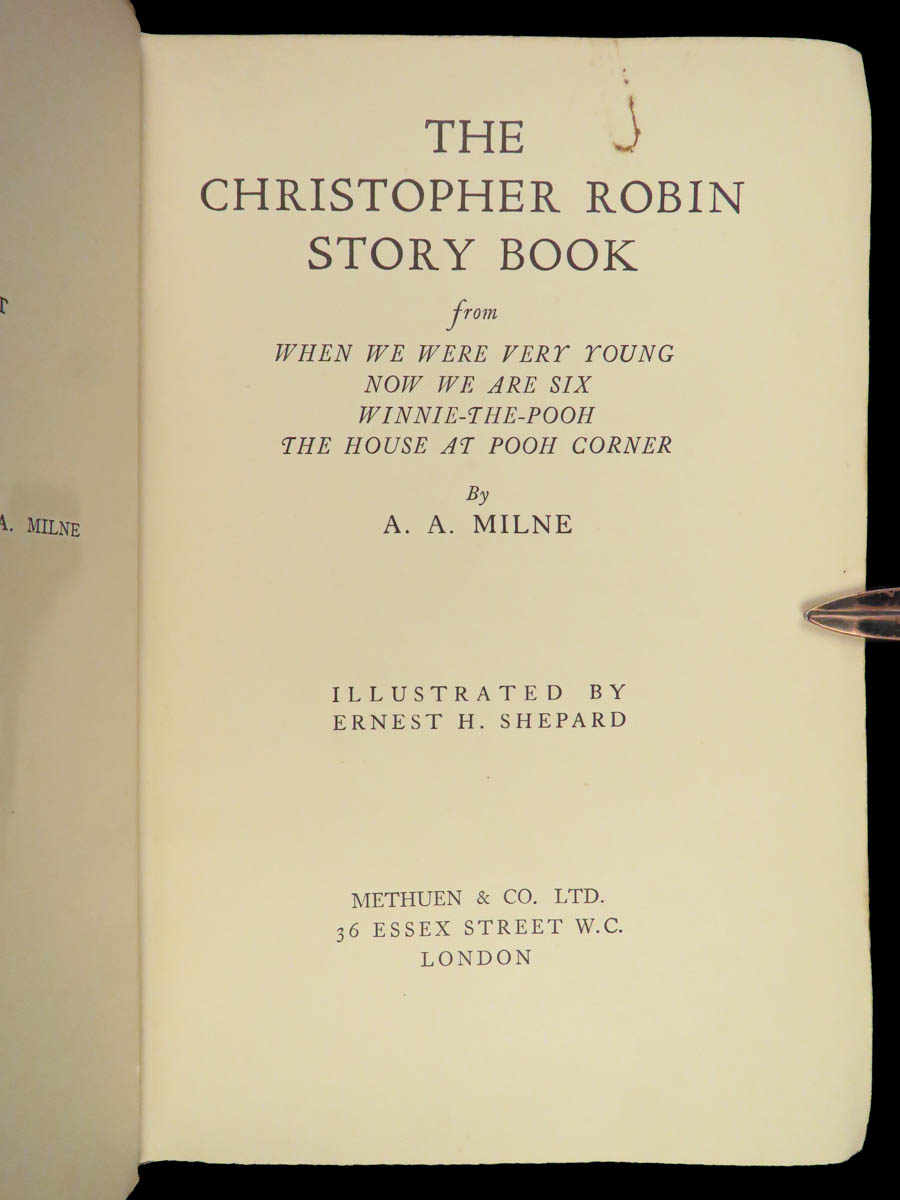 A. MILNE
THE
CHRISTOPHER ROBIN
STORY BOOK
from
WHEN WE WERE VERY YOUNG
NOW WE ARE SIX
WINNIE-THE-POOH
THE HOUSE AT POOH CORNER
By
A. A. MILNE
ILLUSTRATED BY
ERNEST H. SHEPARD
METHUEN & CO. LTD.
36 ESSEX STREET W.C.
LONDON